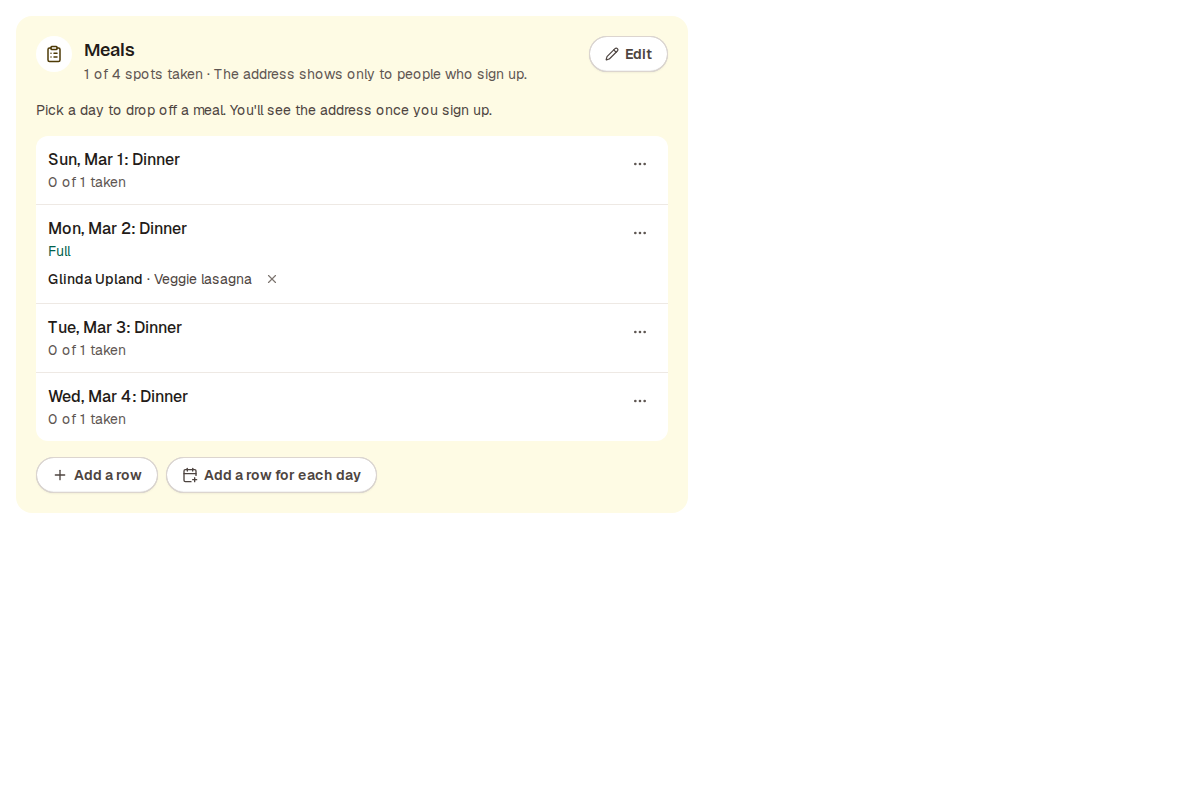 Meals
Edit
1 of 4 spots taken · The address shows only to people who sign up.
Pick a day to drop off a meal. You'll see the address once you sign up.
Sun, Mar 1: Dinner
0 of 1 taken
Mon, Mar 2: Dinner
Full
Glinda Upland · Veggie lasagna
Tue, Mar 3: Dinner
0 of 1 taken
Wed, Mar 4: Dinner
0 of 1 taken
Add a row
Add a row for each day